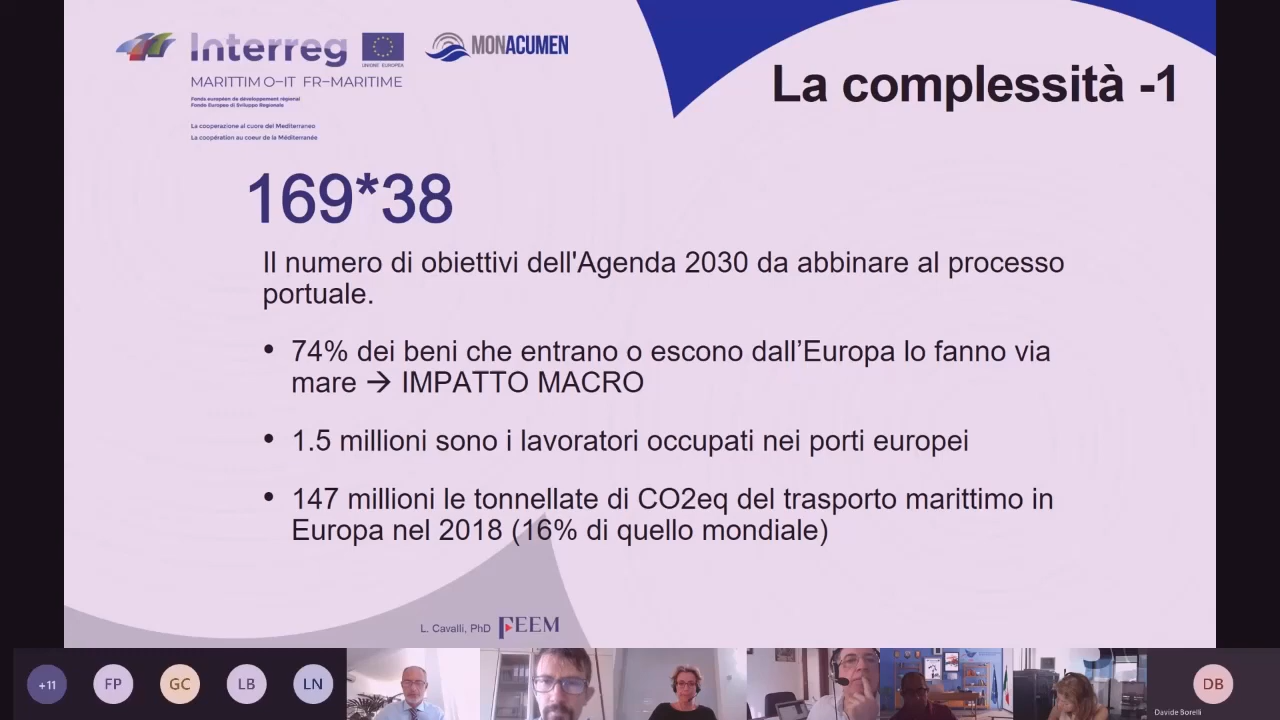 Interreg
UNIONE EUROPEA
MONACUMEN
MARITTIMO-IT FR-MARITIME
Fonds européen de développement régional
Fondo Europeo di Sviluppo Regionale
La cooperazione al cuore del Mediterraneo
La coopération au coeur de la Méditerranée
La complessità -1
169*38
Il numero di obiettivi dell'Agenda 2030 da abbinare al processo
portuale.
• 74% dei beni che entrano o escono dall’Europa lo fanno via
mare → IMPATTO MACRO
• 1.5 millioni sono i lavoratori occupati nei porti europei
• 147 millioni le tonnellate di CO2eq del trasporto marittimo in
Europa nel 2018 (16% di quello mondiale)
L. Cavalli, PhD FEEM
+11 FP GC LB LN DB
Davide Borelli